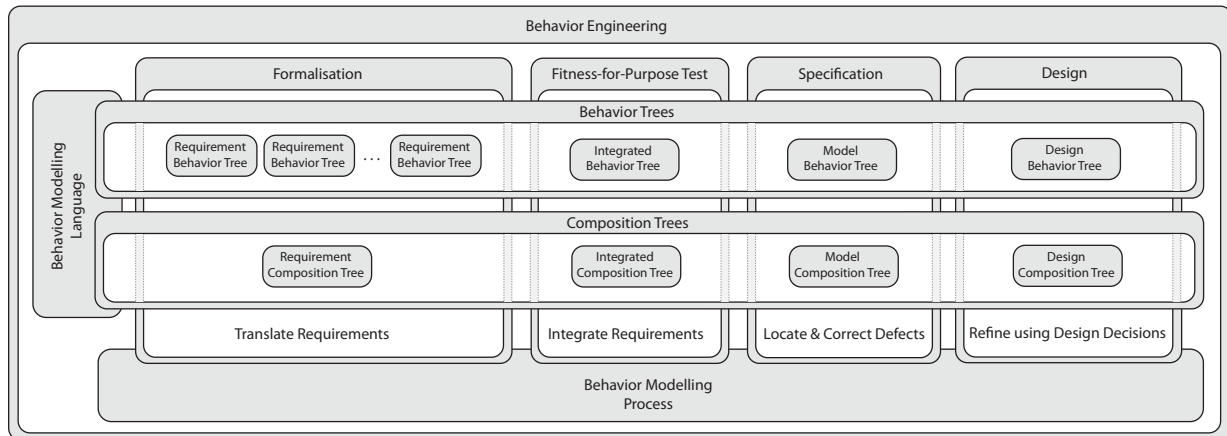 Behavior Engineering
Formalisation
Fitness-for-Purpose Test
Specification
Design
Behavior Modelling
Language
Behavior Trees
Requirement
Behavior Tree
Requirement
Behavior Tree
...
Requirement
Behavior Tree
Integrated
Behavior Tree
Model
Behavior Tree
Design
Behavior Tree
Composition Trees
Requirement
Composition Tree
Integrated
Composition Tree
Model
Composition Tree
Design
Composition Tree
Translate Requirements
Integrate Requirements
Locate & Correct Defects
Refine using Design Decisions
Behavior Modelling
Process